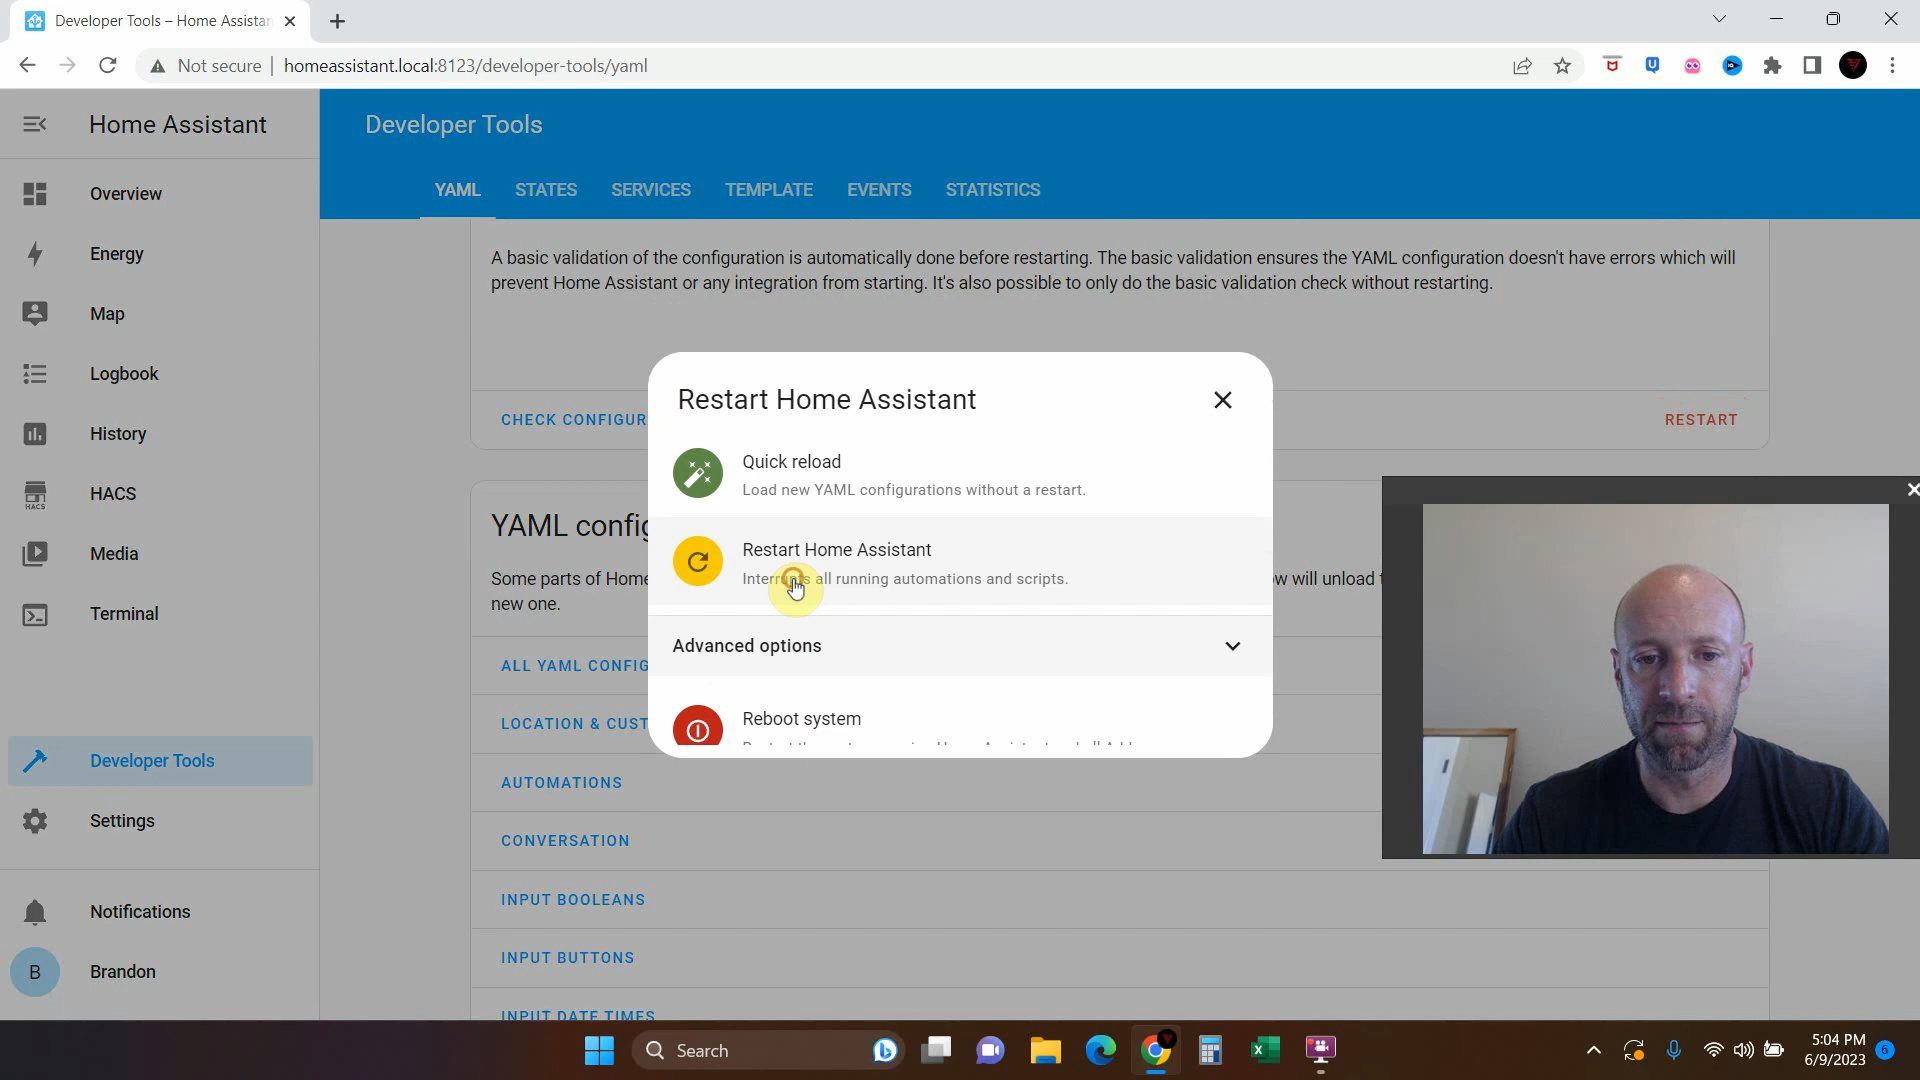 Developer Tools – Home Assistan
Not secure
homeassistant.local:8123/developer-tools/yaml
Home Assistant
Developer Tools
YAML STATES SERVICES TEMPLATE EVENTS STATISTICS
Overview
Energy
Map
Logbook
History
HACS
HACS
Media
Terminal
Developer Tools
Settings
Notifications
B
Brandon
A basic validation of the configuration is automatically done before restarting. The basic validation ensures the YAML configuration doesn't have errors which will
prevent Home Assistant or any integration from starting. It's also possible to only do the basic validation check without restarting.
CHECK CONFIGUR
RESTART
Restart Home Assistant
Quick reload
Load new YAML configurations without a restart.
Restart Home Assistant
Interrupts all running automations and scripts.
Advanced options
Reboot system
YAML config
Some parts of Home
w will unload
new one.
ALL YAML CONFIG
LOCATION & CUST
AUTOMATIONS
CONVERSATION
INPUT BOOLEANS
INPUT BUTTONS
INPUT DATE TIMES
Search
5:04 PM
6/9/2023
6